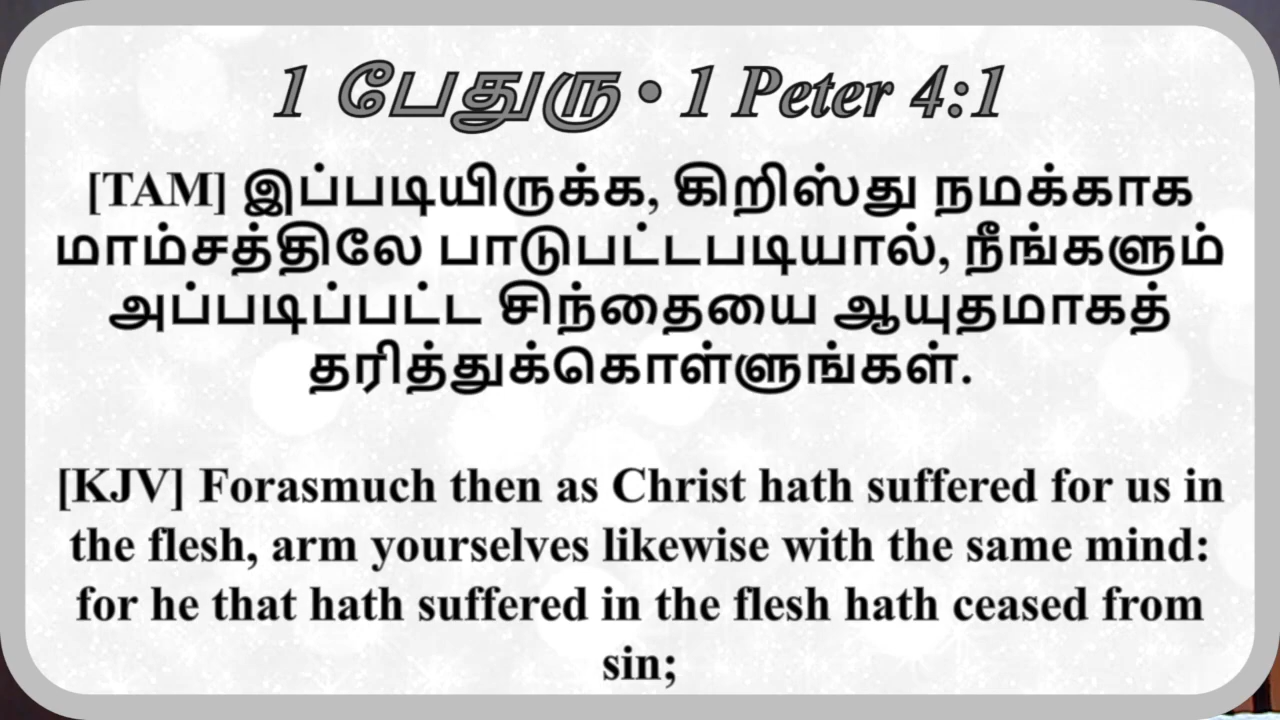 1 பேதுரு • 1 Peter 4:1
[TAM] இப்படியிருக்க, கிறிஸ்து நமக்காக
மாம்சத்திலே பாடுபட்டபடியால், நீங்களும்
அப்படிப்பட்ட சிந்தையை ஆயுதமாகத்
தரித்துக்கொள்ளுங்கள்.
[KJV] Forasmuch then as Christ hath suffered for us in
the flesh, arm yourselves likewise with the same mind:
for he that hath suffered in the flesh hath ceased from
sin;